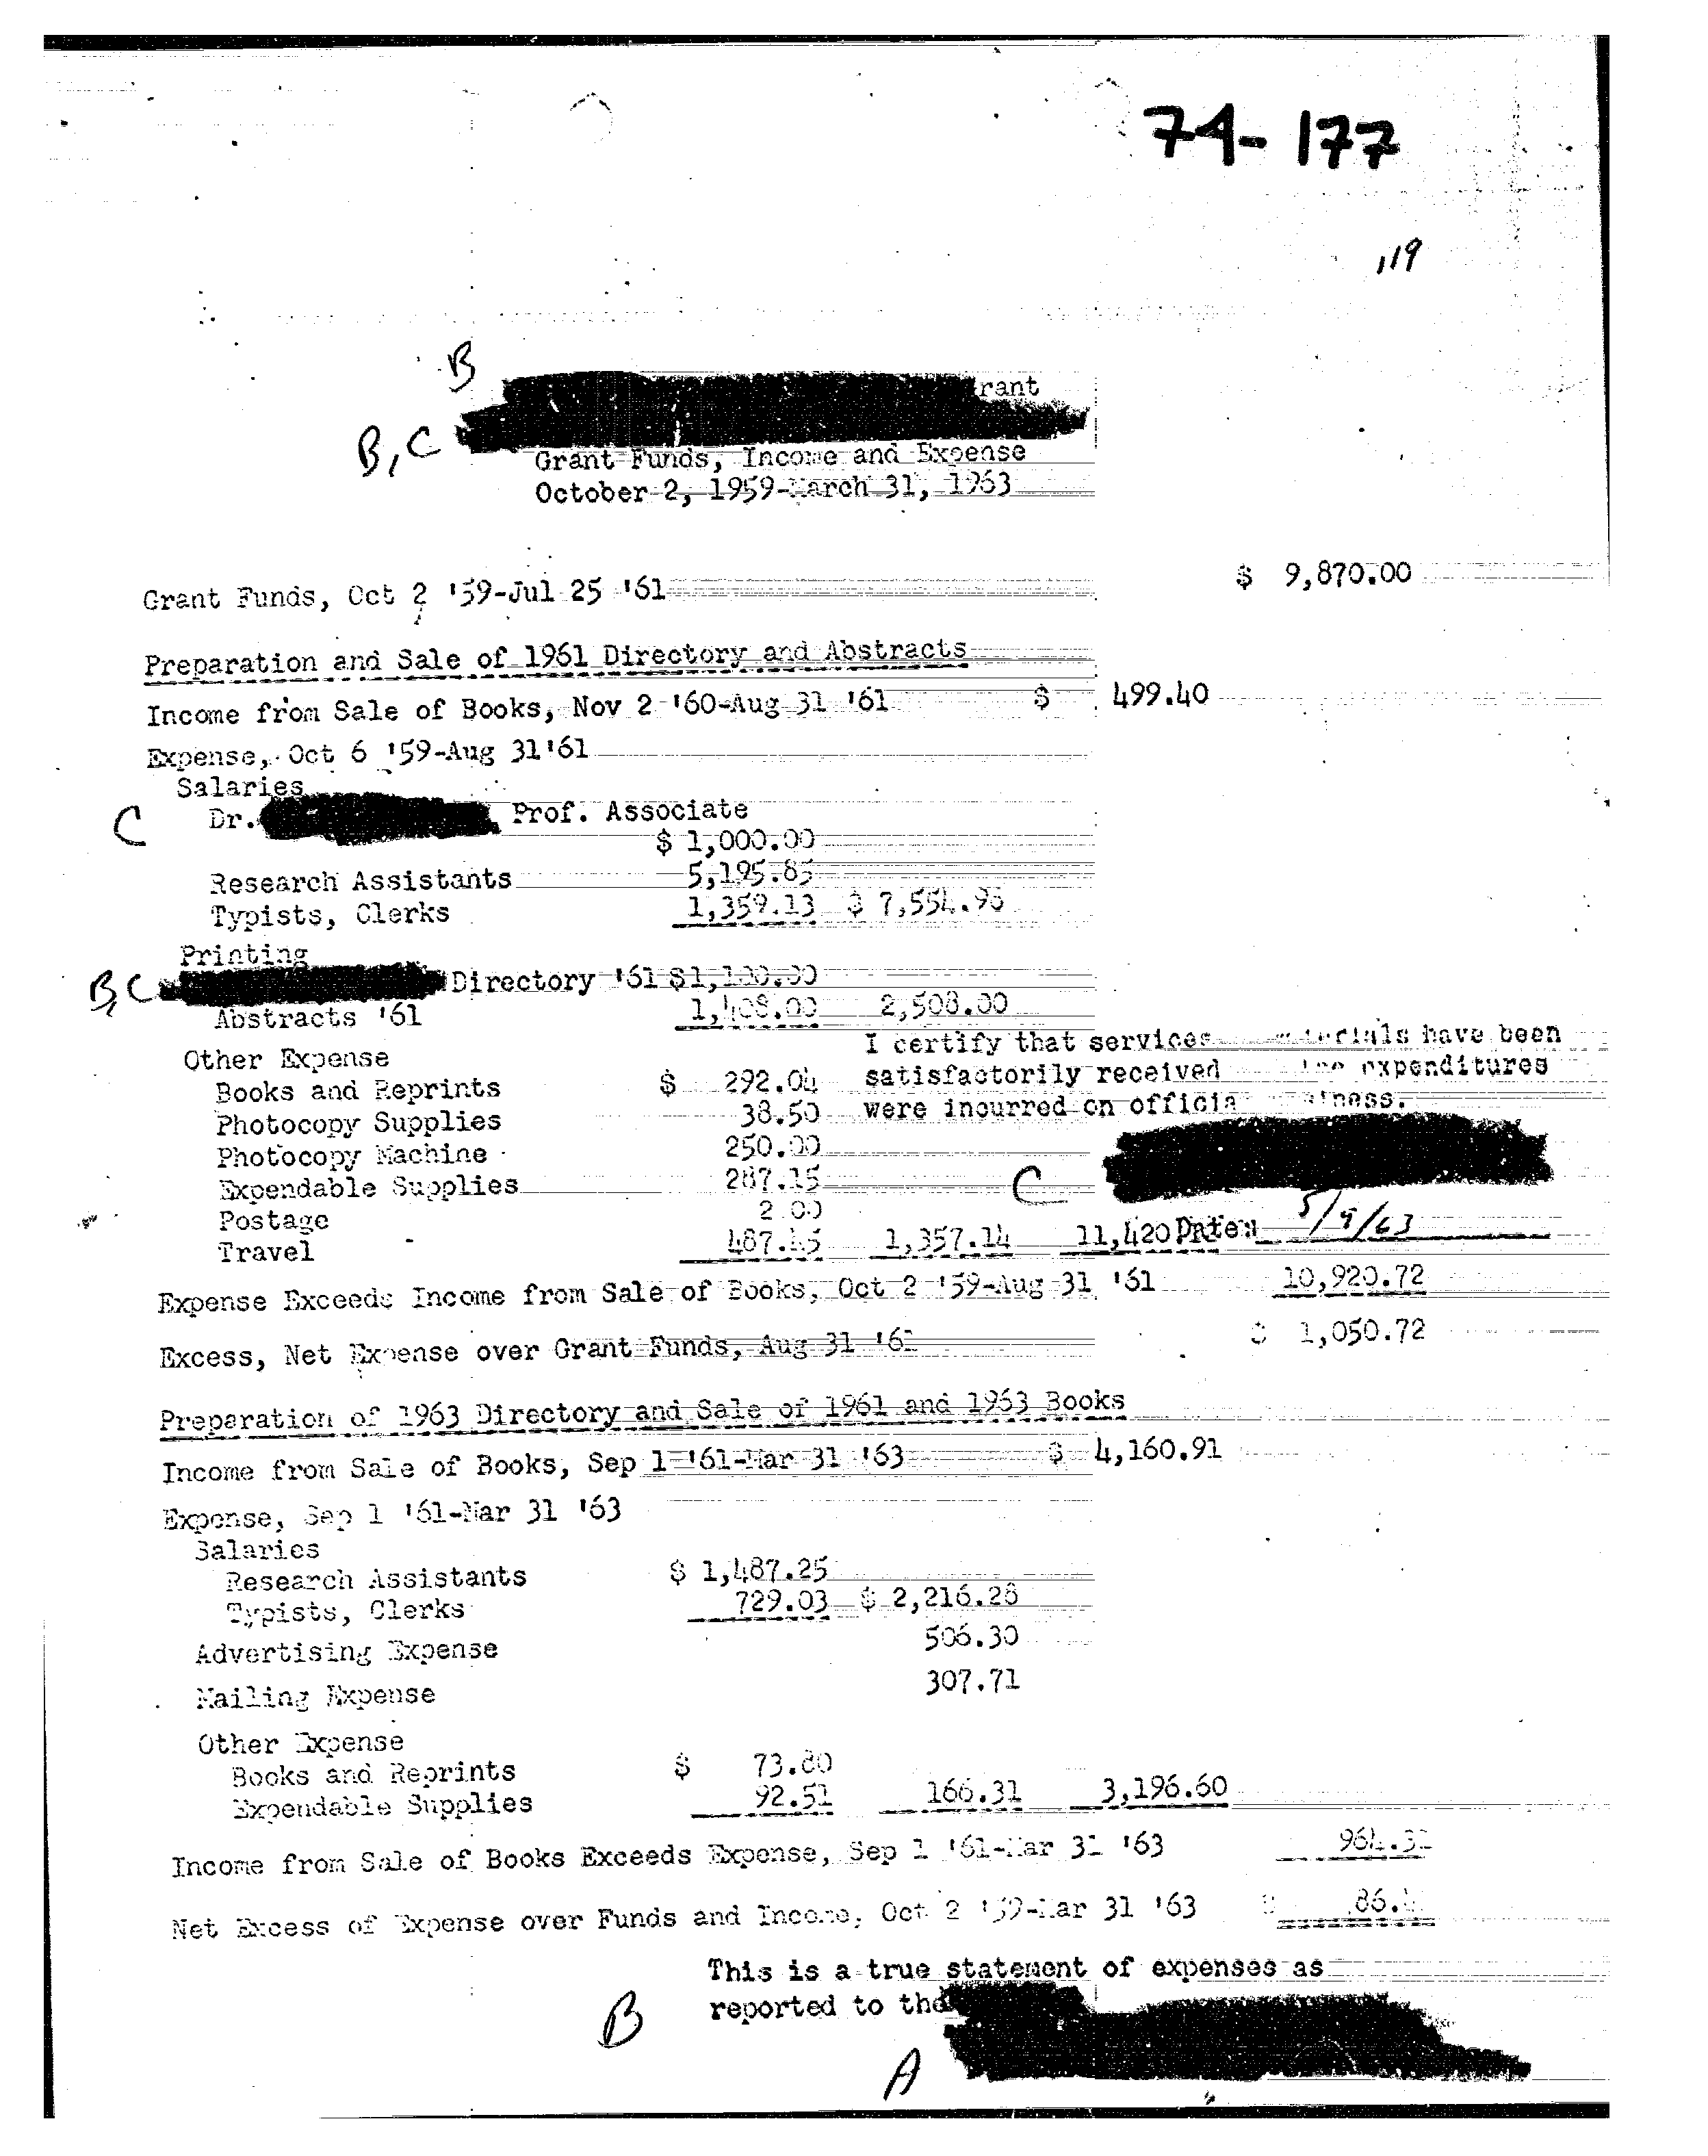 74-177
,19
B
rant
B,C
Grant Funds, Income and Expense
October 2, 1959-March 31, 1963
Grant Funds, Oct 2 '59-Jul 25 '61 $ 9,870.00
Preparation and Sale of 1961 Directory and Abstracts
Income from Sale of Books, Nov 2 '60-Aug 31 '61 $ 499.40
Expense, Oct 6 '59-Aug 31'61
Salaries
C Dr. Prof. Associate
$ 1,000.00
Research Assistants 5,195.85
Typists, Clerks 1,359.13 $ 7,554.98
Printing
B,C Directory '61 $1,100.00
Abstracts '61 1,408.00 2,508.00
I certify that services materials have been
Other Expense
Books and Reprints $ 292.04 satisfactorily received expenditures
Photocopy Supplies 38.50 were incurred on official business.
Photocopy Machine 250.00
Expendable Supplies 287.15 C
Postage 2.00
Travel 487.45 1,357.14 11,420 Date: 5/9/63
Expense Exceeds Income from Sale of Books, Oct 2 '59-Aug 31 '61 10,920.72
Excess, Net Expense over Grant Funds, Aug 31 '61 $ 1,050.72
Preparation of 1963 Directory and Sale of 1961 and 1963 Books
Income from Sale of Books, Sep 1 '61-Mar 31 '63 $ 4,160.91
Expense, Sep 1 '61-Mar 31 '63
Salaries
Research Assistants $ 1,487.25
Typists, Clerks 729.03 $ 2,216.28
Advertising Expense 506.30
Mailing Expense 307.71
Other Expense
Books and Reprints $ 73.80
Expendable Supplies 92.51 166.31 3,196.60
Income from Sale of Books Exceeds Expense, Sep 1 '61-Mar 31 '63 964.31
Net Excess of Expense over Funds and Income, Oct 2 '59-Mar 31 '63 $ 86.
This is a true statement of expenses as
B reported to the
A